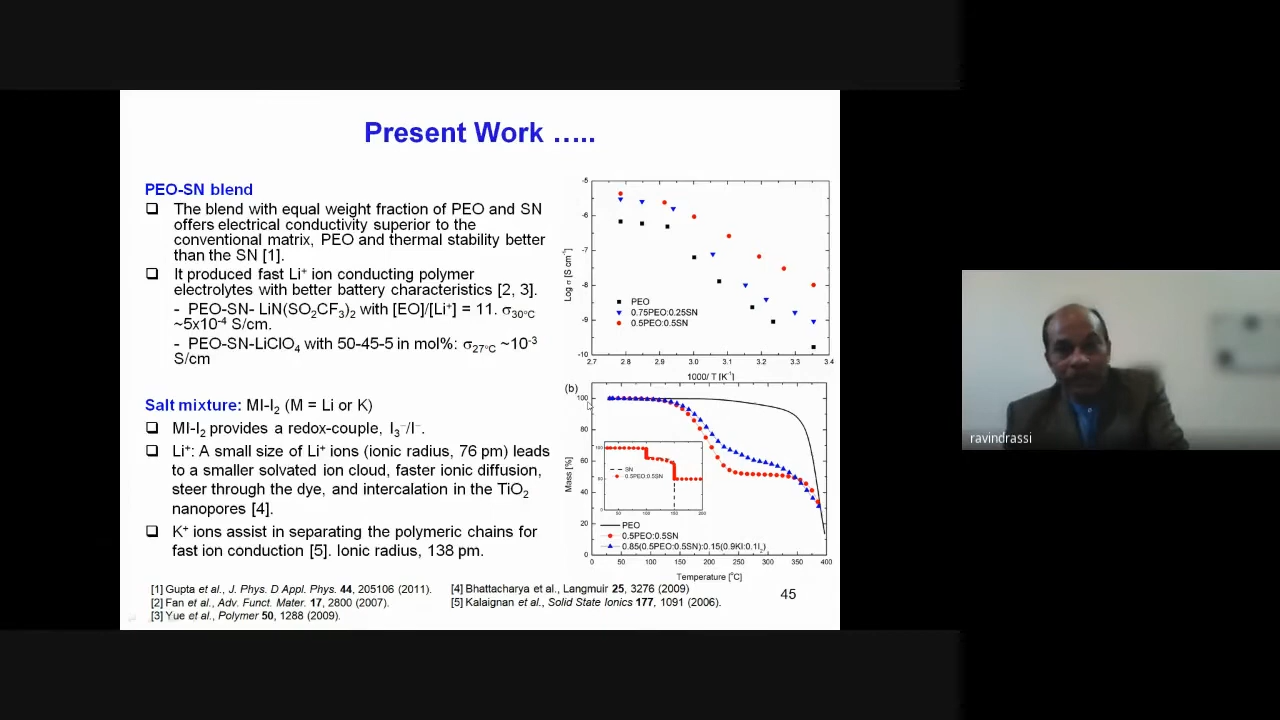 Present Work …..
PEO-SN blend
❑ The blend with equal weight fraction of PEO and SN
offers electrical conductivity superior to the
conventional matrix, PEO and thermal stability better
than the SN [1].
❑ It produced fast Li⁺ ion conducting polymer
electrolytes with better battery characteristics [2, 3].
- PEO-SN- LiN(SO₂CF₃)₂ with [EO]/[Li⁺] = 11. σ₃₀°C
~5x10⁻⁴ S/cm.
- PEO-SN-LiClO₄ with 50-45-5 in mol%: σ₂₇°C ~10⁻³
S/cm
Salt mixture: MI-I₂ (M = Li or K)
❑ MI-I₂ provides a redox-couple, I₃⁻/I⁻.
❑ Li⁺: A small size of Li⁺ ions (ionic radius, 76 pm) leads
to a smaller solvated ion cloud, faster ionic diffusion,
steer through the dye, and intercalation in the TiO₂
nanopores [4].
❑ K⁺ ions assist in separating the polymeric chains for
fast ion conduction [5]. Ionic radius, 138 pm.
-5
-6
-7
-8
-9
-10
Log σ [S cm⁻¹]
PEO
0.75PEO:0.25SN
0.5PEO:0.5SN
2.7 2.8 2.9 3.0 3.1 3.2 3.3 3.4
1000/ T [K⁻¹]
(b)
100
80
60
40
20
0
Mass [%]
SN
0.5PEO:0.5SN
50 100 150 200
PEO
0.5PEO:0.5SN
0.85(0.5PEO:0.5SN):0.15(0.9KI:0.1I₂)
0 50 100 150 200 250 300 350 400
Temperature [°C]
[1] Gupta et al., J. Phys. D Appl. Phys. 44, 205106 (2011).
[2] Fan et al., Adv. Funct. Mater. 17, 2800 (2007).
[3] Yue et al., Polymer 50, 1288 (2009).
[4] Bhattacharya et al., Langmuir 25, 3276 (2009)
[5] Kalaignan et al., Solid State Ionics 177, 1091 (2006).
45
ravindrassi